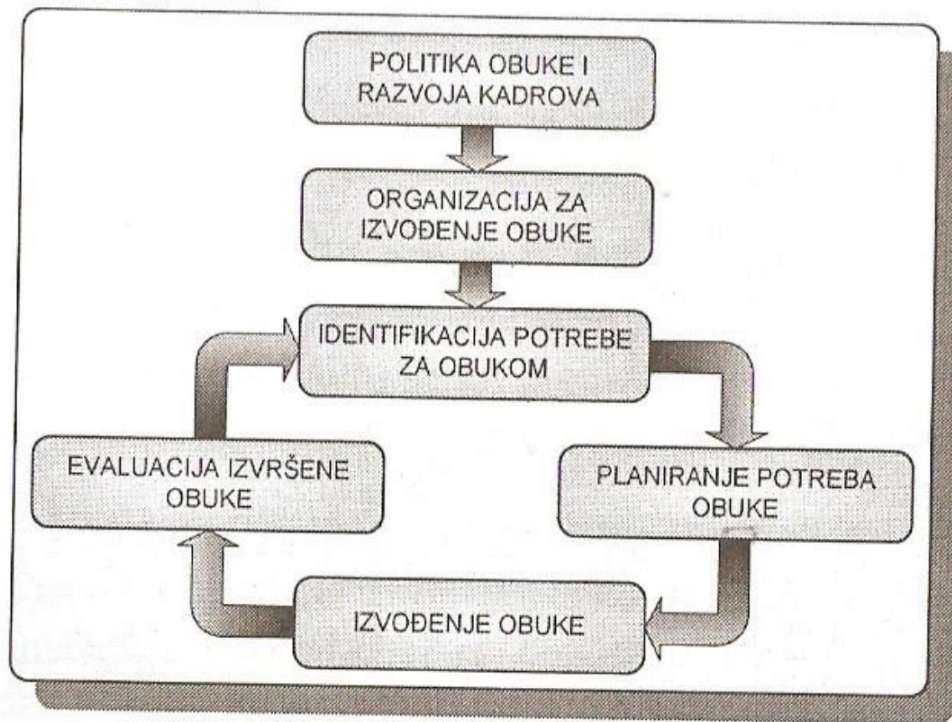 POLITIKA OBUKE I
RAZVOJA KADROVA
ORGANIZACIJA ZA
IZVOĐENJE OBUKE
IDENTIFIKACIJA POTREBE
ZA OBUKOM
EVALUACIJA IZVRŠENE
OBUKE
PLANIRANJE POTREBA
OBUKE
IZVOĐENJE OBUKE